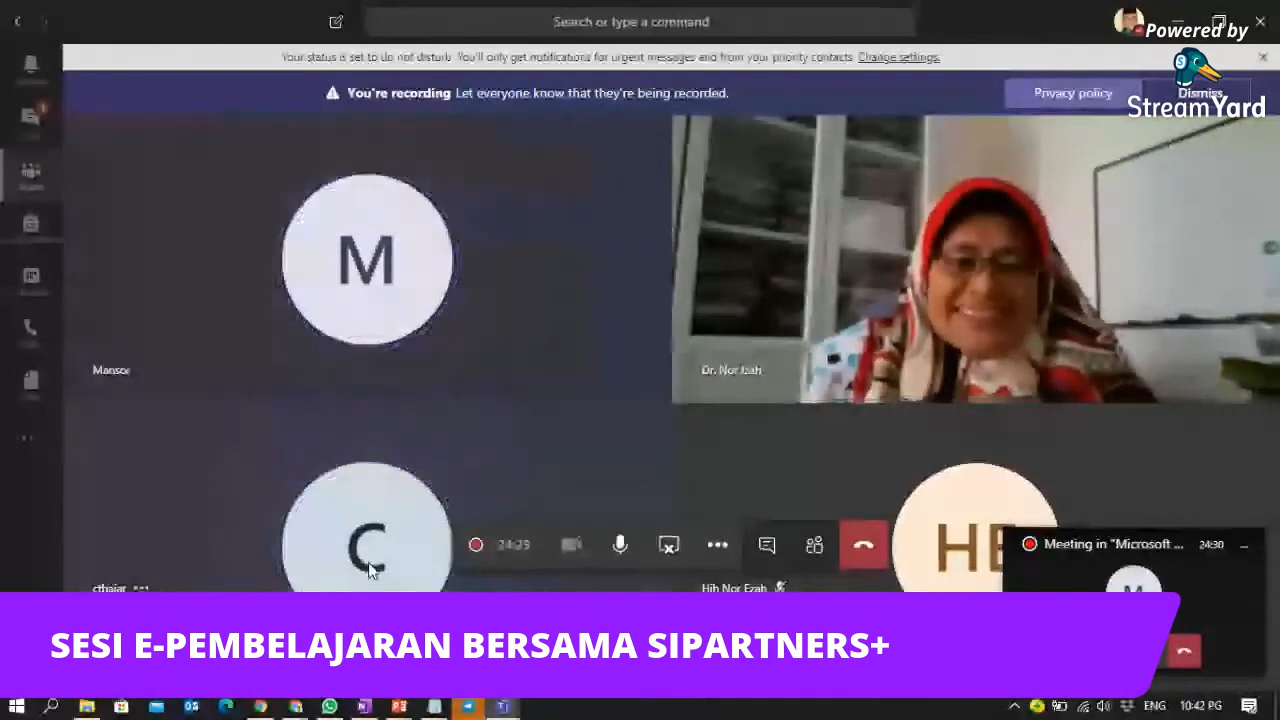 Search or type a command
Powered by
StreamYard
Your status is set to do not disturb. You'll only get notifications for urgent messages and from your priority contacts. Change settings.
You're recording Let everyone know that they're being recorded.
Privacy policy
Dismiss
M
Mansor
Dr. Nor Izah
C
24:29
HE
Meeting in "Microsoft ...
24:30
M
cthajar
Hjh Nor Ezah
SESI E-PEMBELAJARAN BERSAMA SIPARTNERS+
ENG
10:42 PG